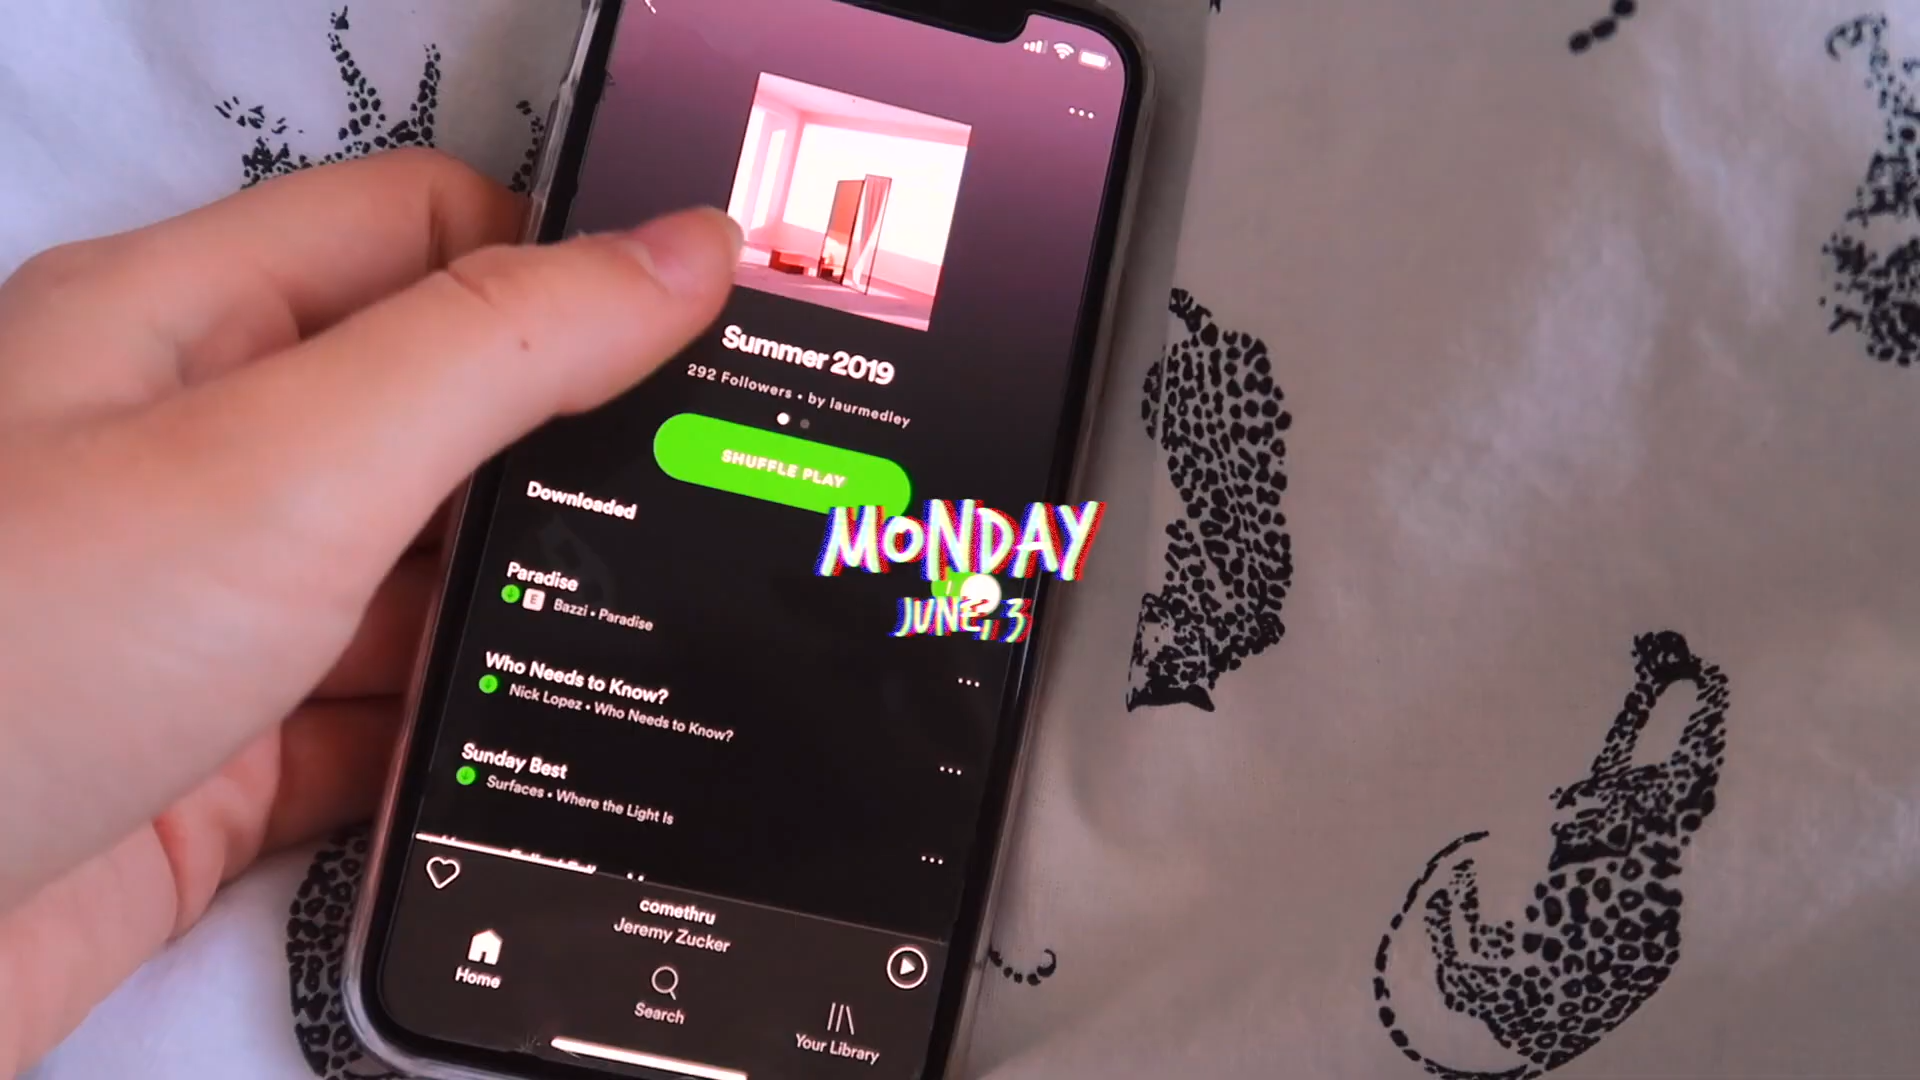 Summer 2019
292 Followers • by laurmedley
SHUFFLE PLAY
Downloaded
MONDAY
JUNE, 3
Paradise
E Bazzi • Paradise
Who Needs to Know?
Nick Lopez • Who Needs to Know?
Sunday Best
Surfaces • Where the Light Is
comethru
Jeremy Zucker
Home
Search
Your Library